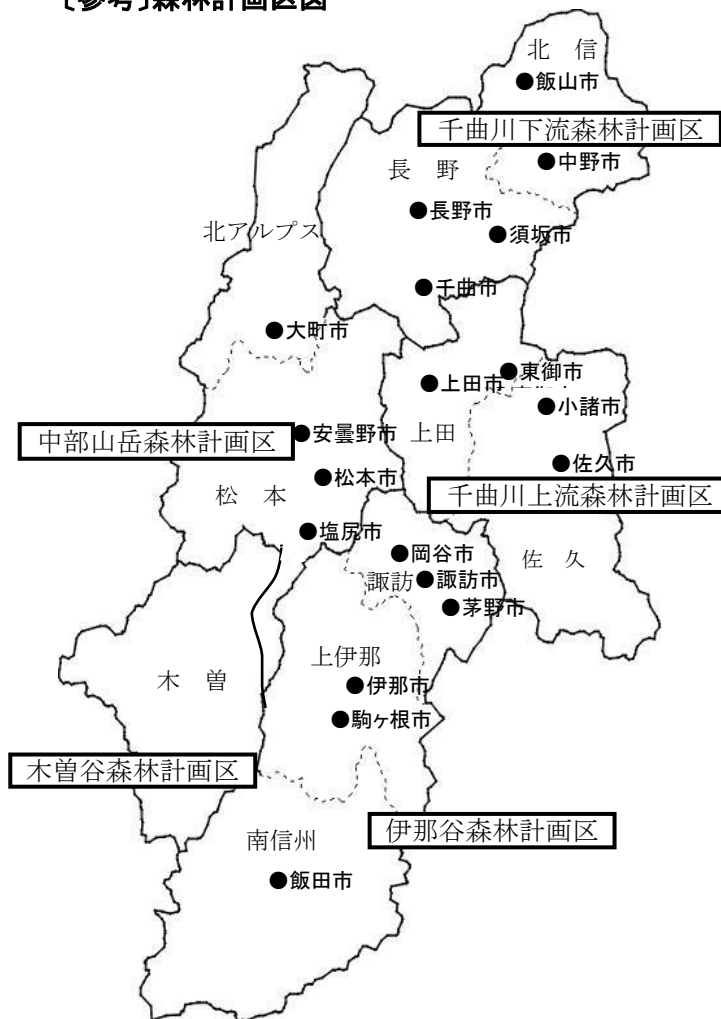 〔参考〕森林計画区図
北 信
●飯山市
千曲川下流森林計画区
●中野市
長 野
●長野市
●須坂市
北アルプス
●千曲市
●大町市
●東御市
●上田市
●小諸市
●安曇野市
上田
中部山岳森林計画区
●佐久市
●松本市
松 本
千曲川上流森林計画区
●塩尻市
●岡谷市
佐 久
諏訪
●諏訪市
●茅野市
上伊那
木 曽
●伊那市
●駒ヶ根市
木曽谷森林計画区
伊那谷森林計画区
南信州
●飯田市